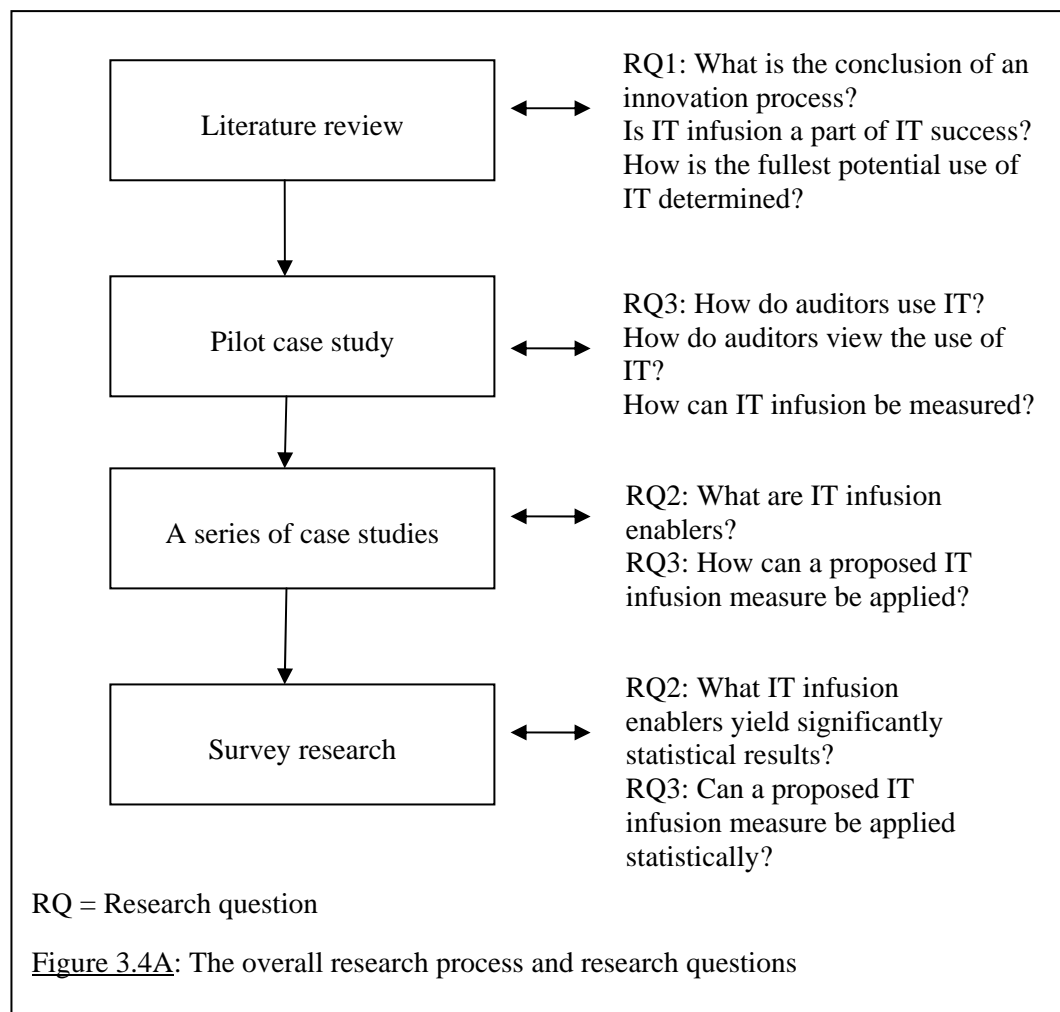 Literature review
RQ1: What is the conclusion of an
innovation process?
Is IT infusion a part of IT success?
How is the fullest potential use of
IT determined?
Pilot case study
RQ3: How do auditors use IT?
How do auditors view the use of
IT?
How can IT infusion be measured?
A series of case studies
RQ2: What are IT infusion
enablers?
RQ3: How can a proposed IT
infusion measure be applied?
Survey research
RQ2: What IT infusion
enablers yield significantly
statistical results?
RQ3: Can a proposed IT
infusion measure be applied
statistically?
RQ = Research question
Figure 3.4A: The overall research process and research questions